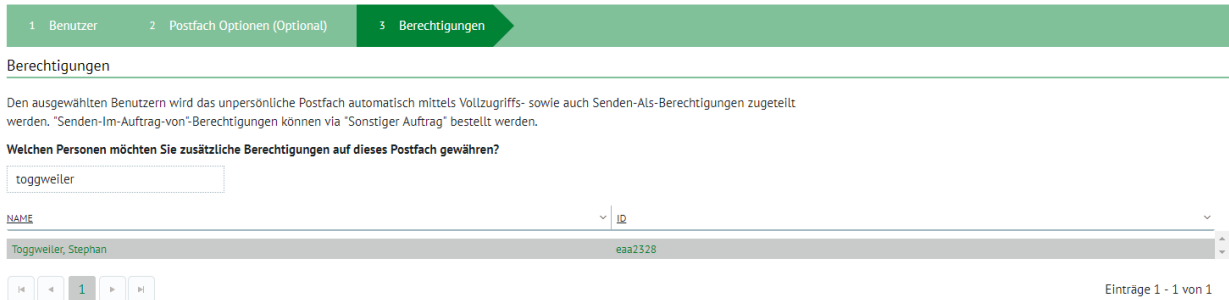 1 Benutzer 2 Postfach Optionen (Optional) 3 Berechtigungen
Berechtigungen
Den ausgewählten Benutzern wird das unpersönliche Postfach automatisch mittels Vollzugriffs- sowie auch Senden-Als-Berechtigungen zugeteilt
werden. "Senden-Im-Auftrag-von"-Berechtigungen können via "Sonstiger Auftrag" bestellt werden.
Welchen Personen möchten Sie zusätzliche Berechtigungen auf dieses Postfach gewähren?
toggweiler
NAME ID
Toggweiler, Stephan eaa2328
1 Einträge 1 - 1 von 1